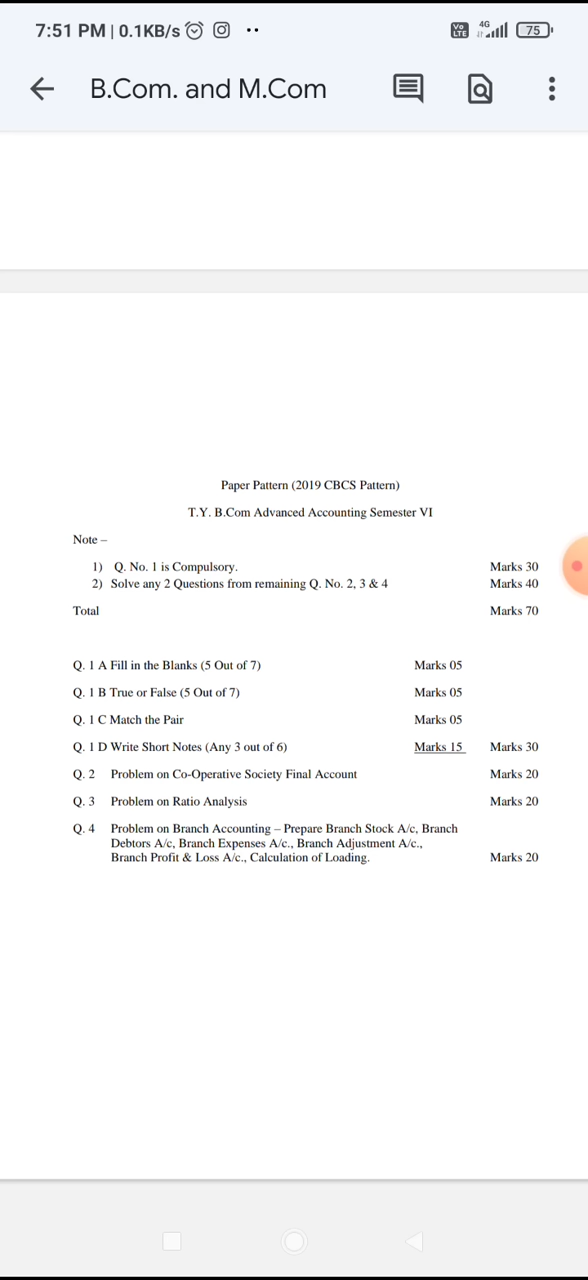 7:51 PM | 0.1KB/s
Vo LTE 4G 75
B.Com. and M.Com
Paper Pattern (2019 CBCS Pattern)
T.Y. B.Com Advanced Accounting Semester VI
Note –
1) Q. No. 1 is Compulsory. Marks 30
2) Solve any 2 Questions from remaining Q. No. 2, 3 & 4 Marks 40
Total Marks 70
Q. 1 A Fill in the Blanks (5 Out of 7) Marks 05
Q. 1 B True or False (5 Out of 7) Marks 05
Q. 1 C Match the Pair Marks 05
Q. 1 D Write Short Notes (Any 3 out of 6) Marks 15 Marks 30
Q. 2 Problem on Co-Operative Society Final Account Marks 20
Q. 3 Problem on Ratio Analysis Marks 20
Q. 4 Problem on Branch Accounting – Prepare Branch Stock A/c, Branch
Debtors A/c, Branch Expenses A/c., Branch Adjustment A/c.,
Branch Profit & Loss A/c., Calculation of Loading. Marks 20